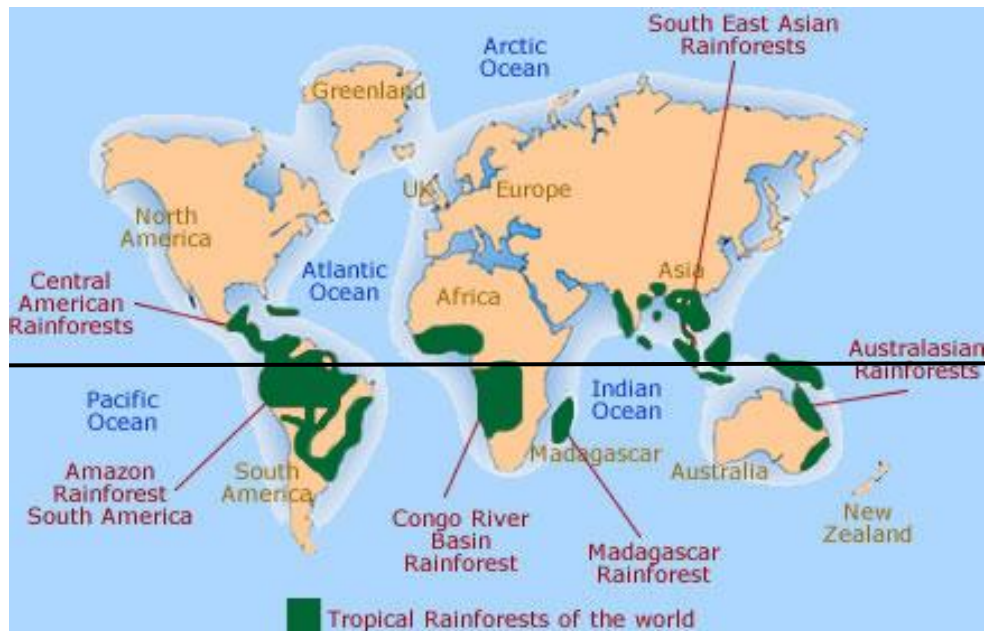 South East Asian
Rainforests
Arctic
Ocean
Greenland
UK
Europe
North
America
Asia
Atlantic
Ocean
Africa
Central
American
Rainforests
Australasian
Rainforests
Indian
Ocean
Pacific
Ocean
Madagascar
Australia
South
America
Amazon
Rainforest
South America
New
Zealand
Congo River
Basin
Rainforest
Madagascar
Rainforest
Tropical Rainforests of the world